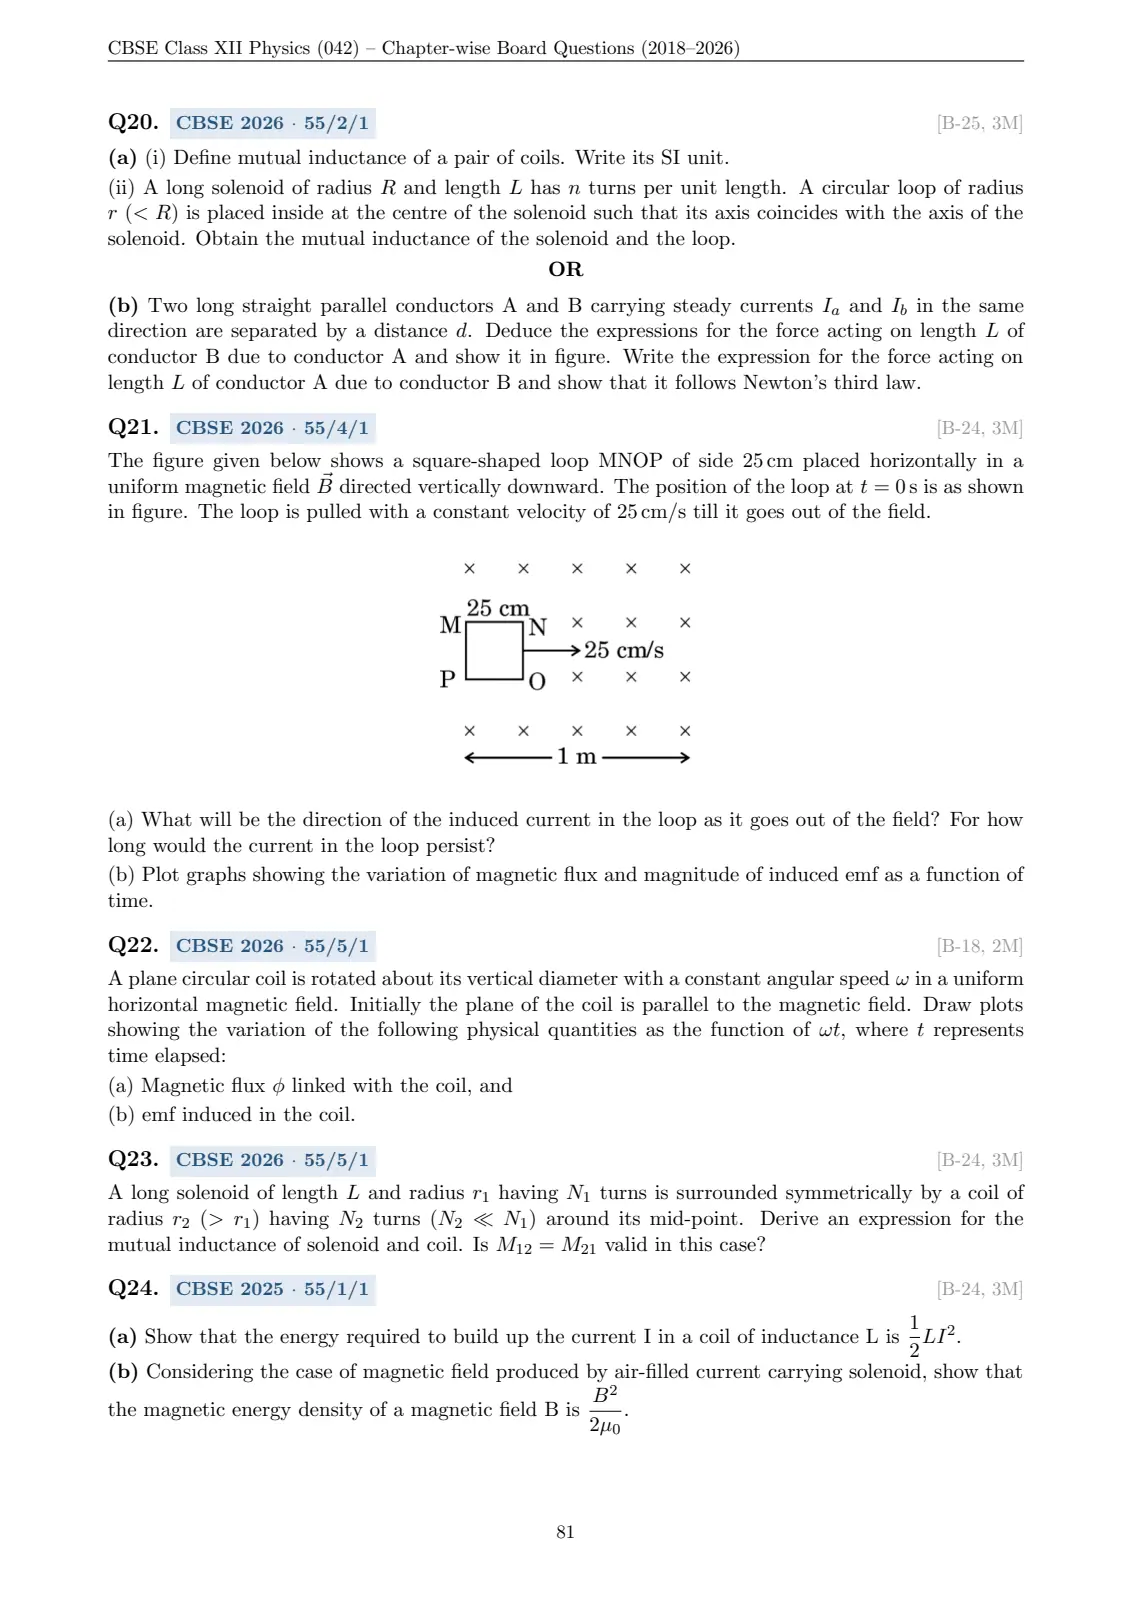 CBSE Class XII Physics (042) – Chapter-wise Board Questions (2018–2026)
Q20. CBSE 2026 · 55/2/1 [B-25, 3M]
(a) (i) Define mutual inductance of a pair of coils. Write its SI unit.
(ii) A long solenoid of radius R and length L has n turns per unit length. A circular loop of radius
r (< R) is placed inside at the centre of the solenoid such that its axis coincides with the axis of the
solenoid. Obtain the mutual inductance of the solenoid and the loop.
OR
(b) Two long straight parallel conductors A and B carrying steady currents I_a and I_b in the same
direction are separated by a distance d. Deduce the expressions for the force acting on length L of
conductor B due to conductor A and show it in figure. Write the expression for the force acting on
length L of conductor A due to conductor B and show that it follows Newton's third law.
Q21. CBSE 2026 · 55/4/1 [B-24, 3M]
The figure given below shows a square-shaped loop MNOP of side 25 cm placed horizontally in a
uniform magnetic field B⃗ directed vertically downward. The position of the loop at t = 0 s is as shown
in figure. The loop is pulled with a constant velocity of 25 cm/s till it goes out of the field.
× × × × ×
25 cm
M N × × ×
25 cm/s
P O × × ×
× × × × ×
1 m
(a) What will be the direction of the induced current in the loop as it goes out of the field? For how
long would the current in the loop persist?
(b) Plot graphs showing the variation of magnetic flux and magnitude of induced emf as a function of
time.
Q22. CBSE 2026 · 55/5/1 [B-18, 2M]
A plane circular coil is rotated about its vertical diameter with a constant angular speed ω in a uniform
horizontal magnetic field. Initially the plane of the coil is parallel to the magnetic field. Draw plots
showing the variation of the following physical quantities as the function of ωt, where t represents
time elapsed:
(a) Magnetic flux ϕ linked with the coil, and
(b) emf induced in the coil.
Q23. CBSE 2026 · 55/5/1 [B-24, 3M]
A long solenoid of length L and radius r₁ having N₁ turns is surrounded symmetrically by a coil of
radius r₂ (> r₁) having N₂ turns (N₂ ≪ N₁) around its mid-point. Derive an expression for the
mutual inductance of solenoid and coil. Is M₁₂ = M₂₁ valid in this case?
Q24. CBSE 2025 · 55/1/1 [B-24, 3M]
(a) Show that the energy required to build up the current I in a coil of inductance L is 1/2 LI².
(b) Considering the case of magnetic field produced by air-filled current carrying solenoid, show that
the magnetic energy density of a magnetic field B is B²/2μ₀.
81